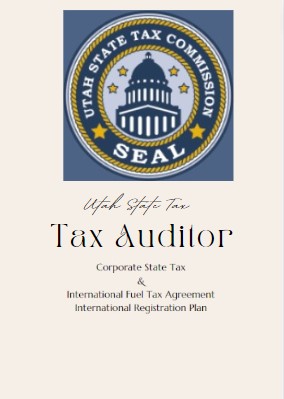 UTAH STATE TAX COMMISSION
SEAL
Utah State Tax
Tax Auditor
Corporate State Tax
&
International Fuel Tax Agreement
International Registration Plan